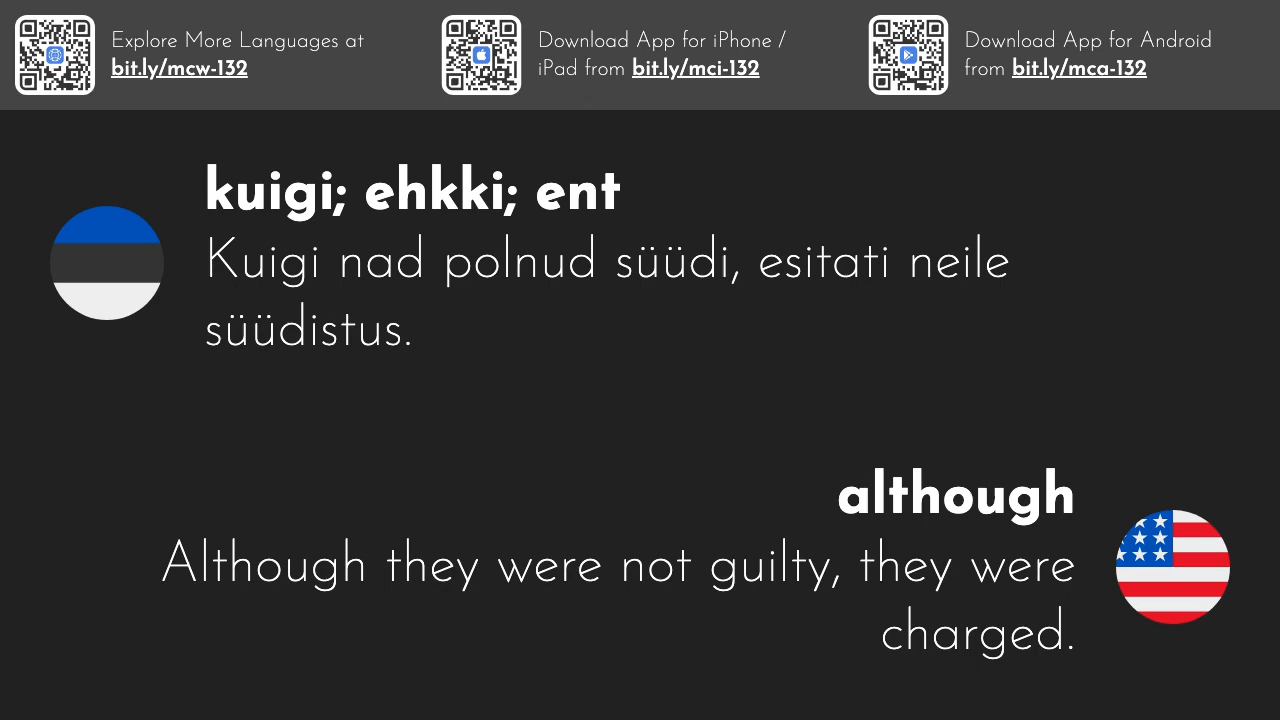 Explore More Languages at
bit.ly/mcw-132
Download App for iPhone /
iPad from bit.ly/mci-132
Download App for Android
from bit.ly/mca-132
kuigi; ehkki; ent
Kuigi nad polnud süüdi, esitati neile
süüdistus.
although
Although they were not guilty, they were
charged.